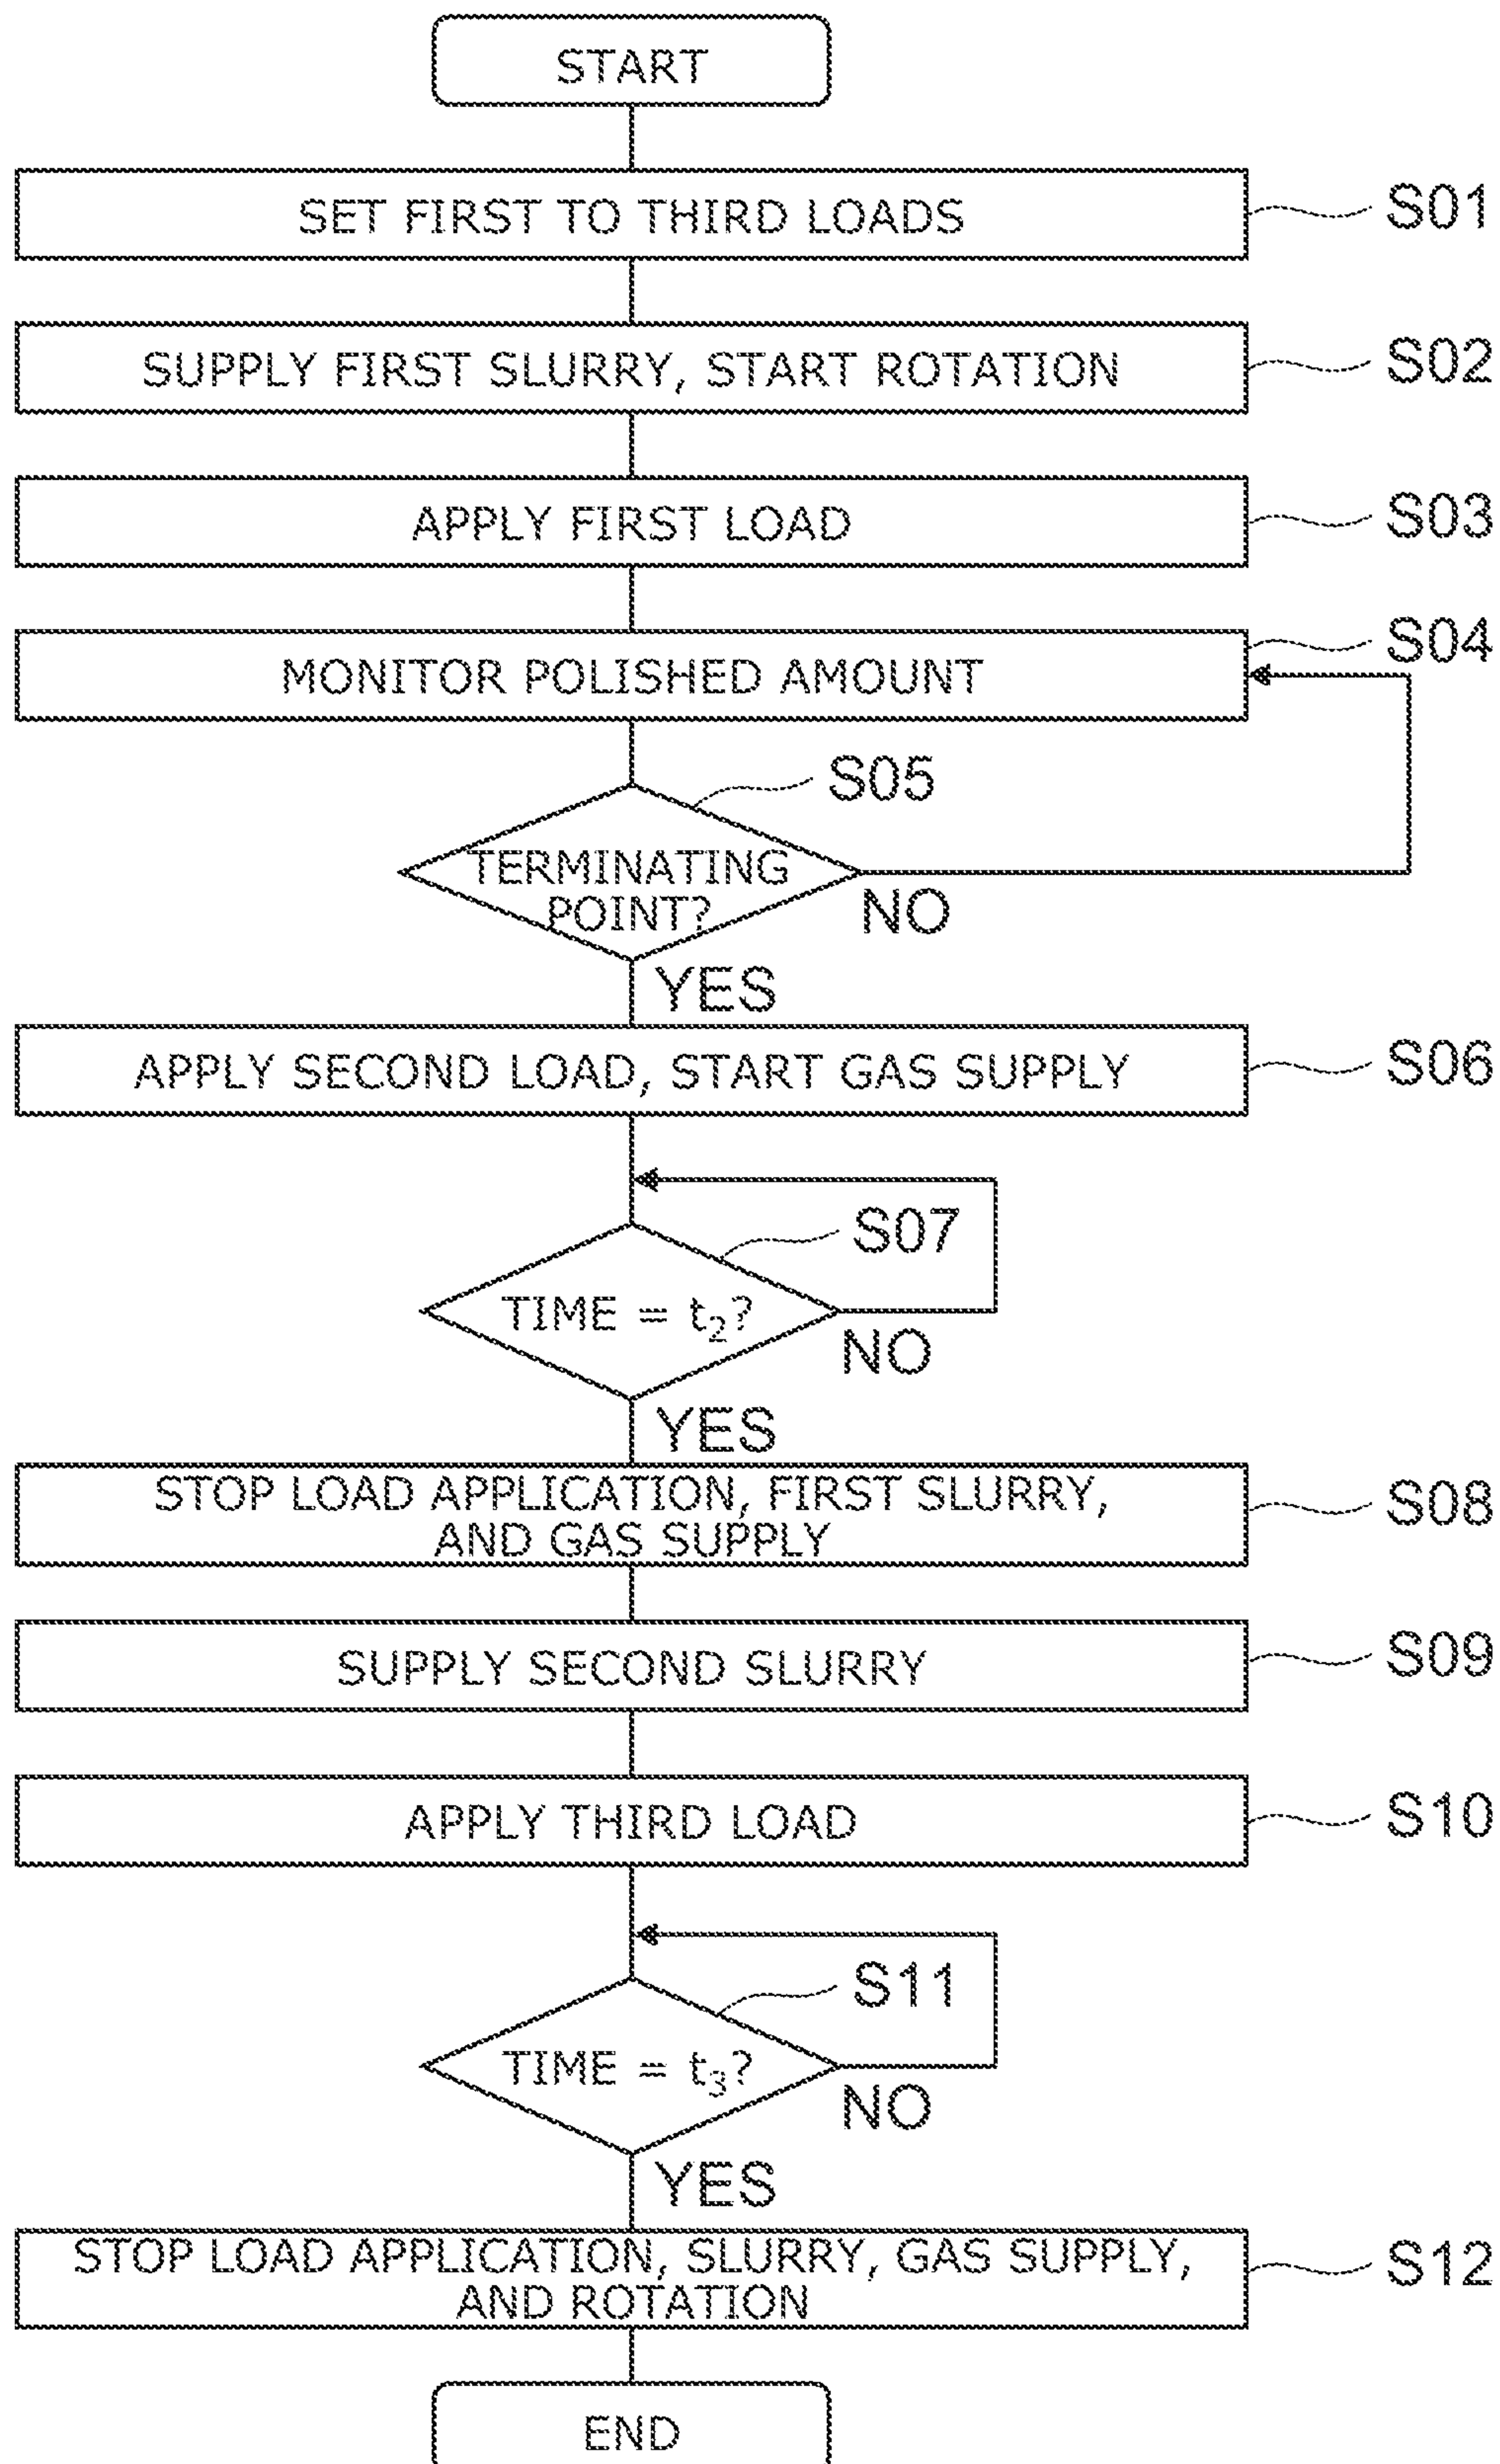 START
SET FIRST TO THIRD LOADS
S01
SUPPLY FIRST SLURRY, START ROTATION
S02
APPLY FIRST LOAD
S03
MONITOR POLISHED AMOUNT
S04
S05
TERMINATING
POINT?
NO
YES
APPLY SECOND LOAD, START GAS SUPPLY
S06
S07
TIME = t₂?
NO
YES
STOP LOAD APPLICATION, FIRST SLURRY,
AND GAS SUPPLY
S08
SUPPLY SECOND SLURRY
S09
APPLY THIRD LOAD
S10
S11
TIME = t₃?
NO
YES
STOP LOAD APPLICATION, SLURRY, GAS SUPPLY,
AND ROTATION
S12
END